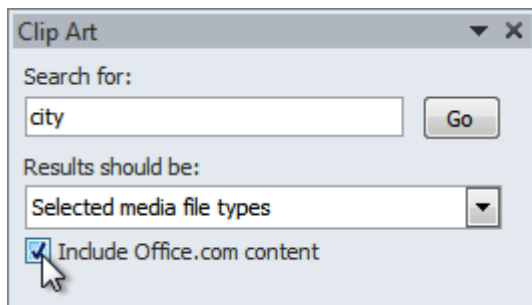 Clip Art
Search for:
city
Go
Results should be:
Selected media file types
Include Office.com content